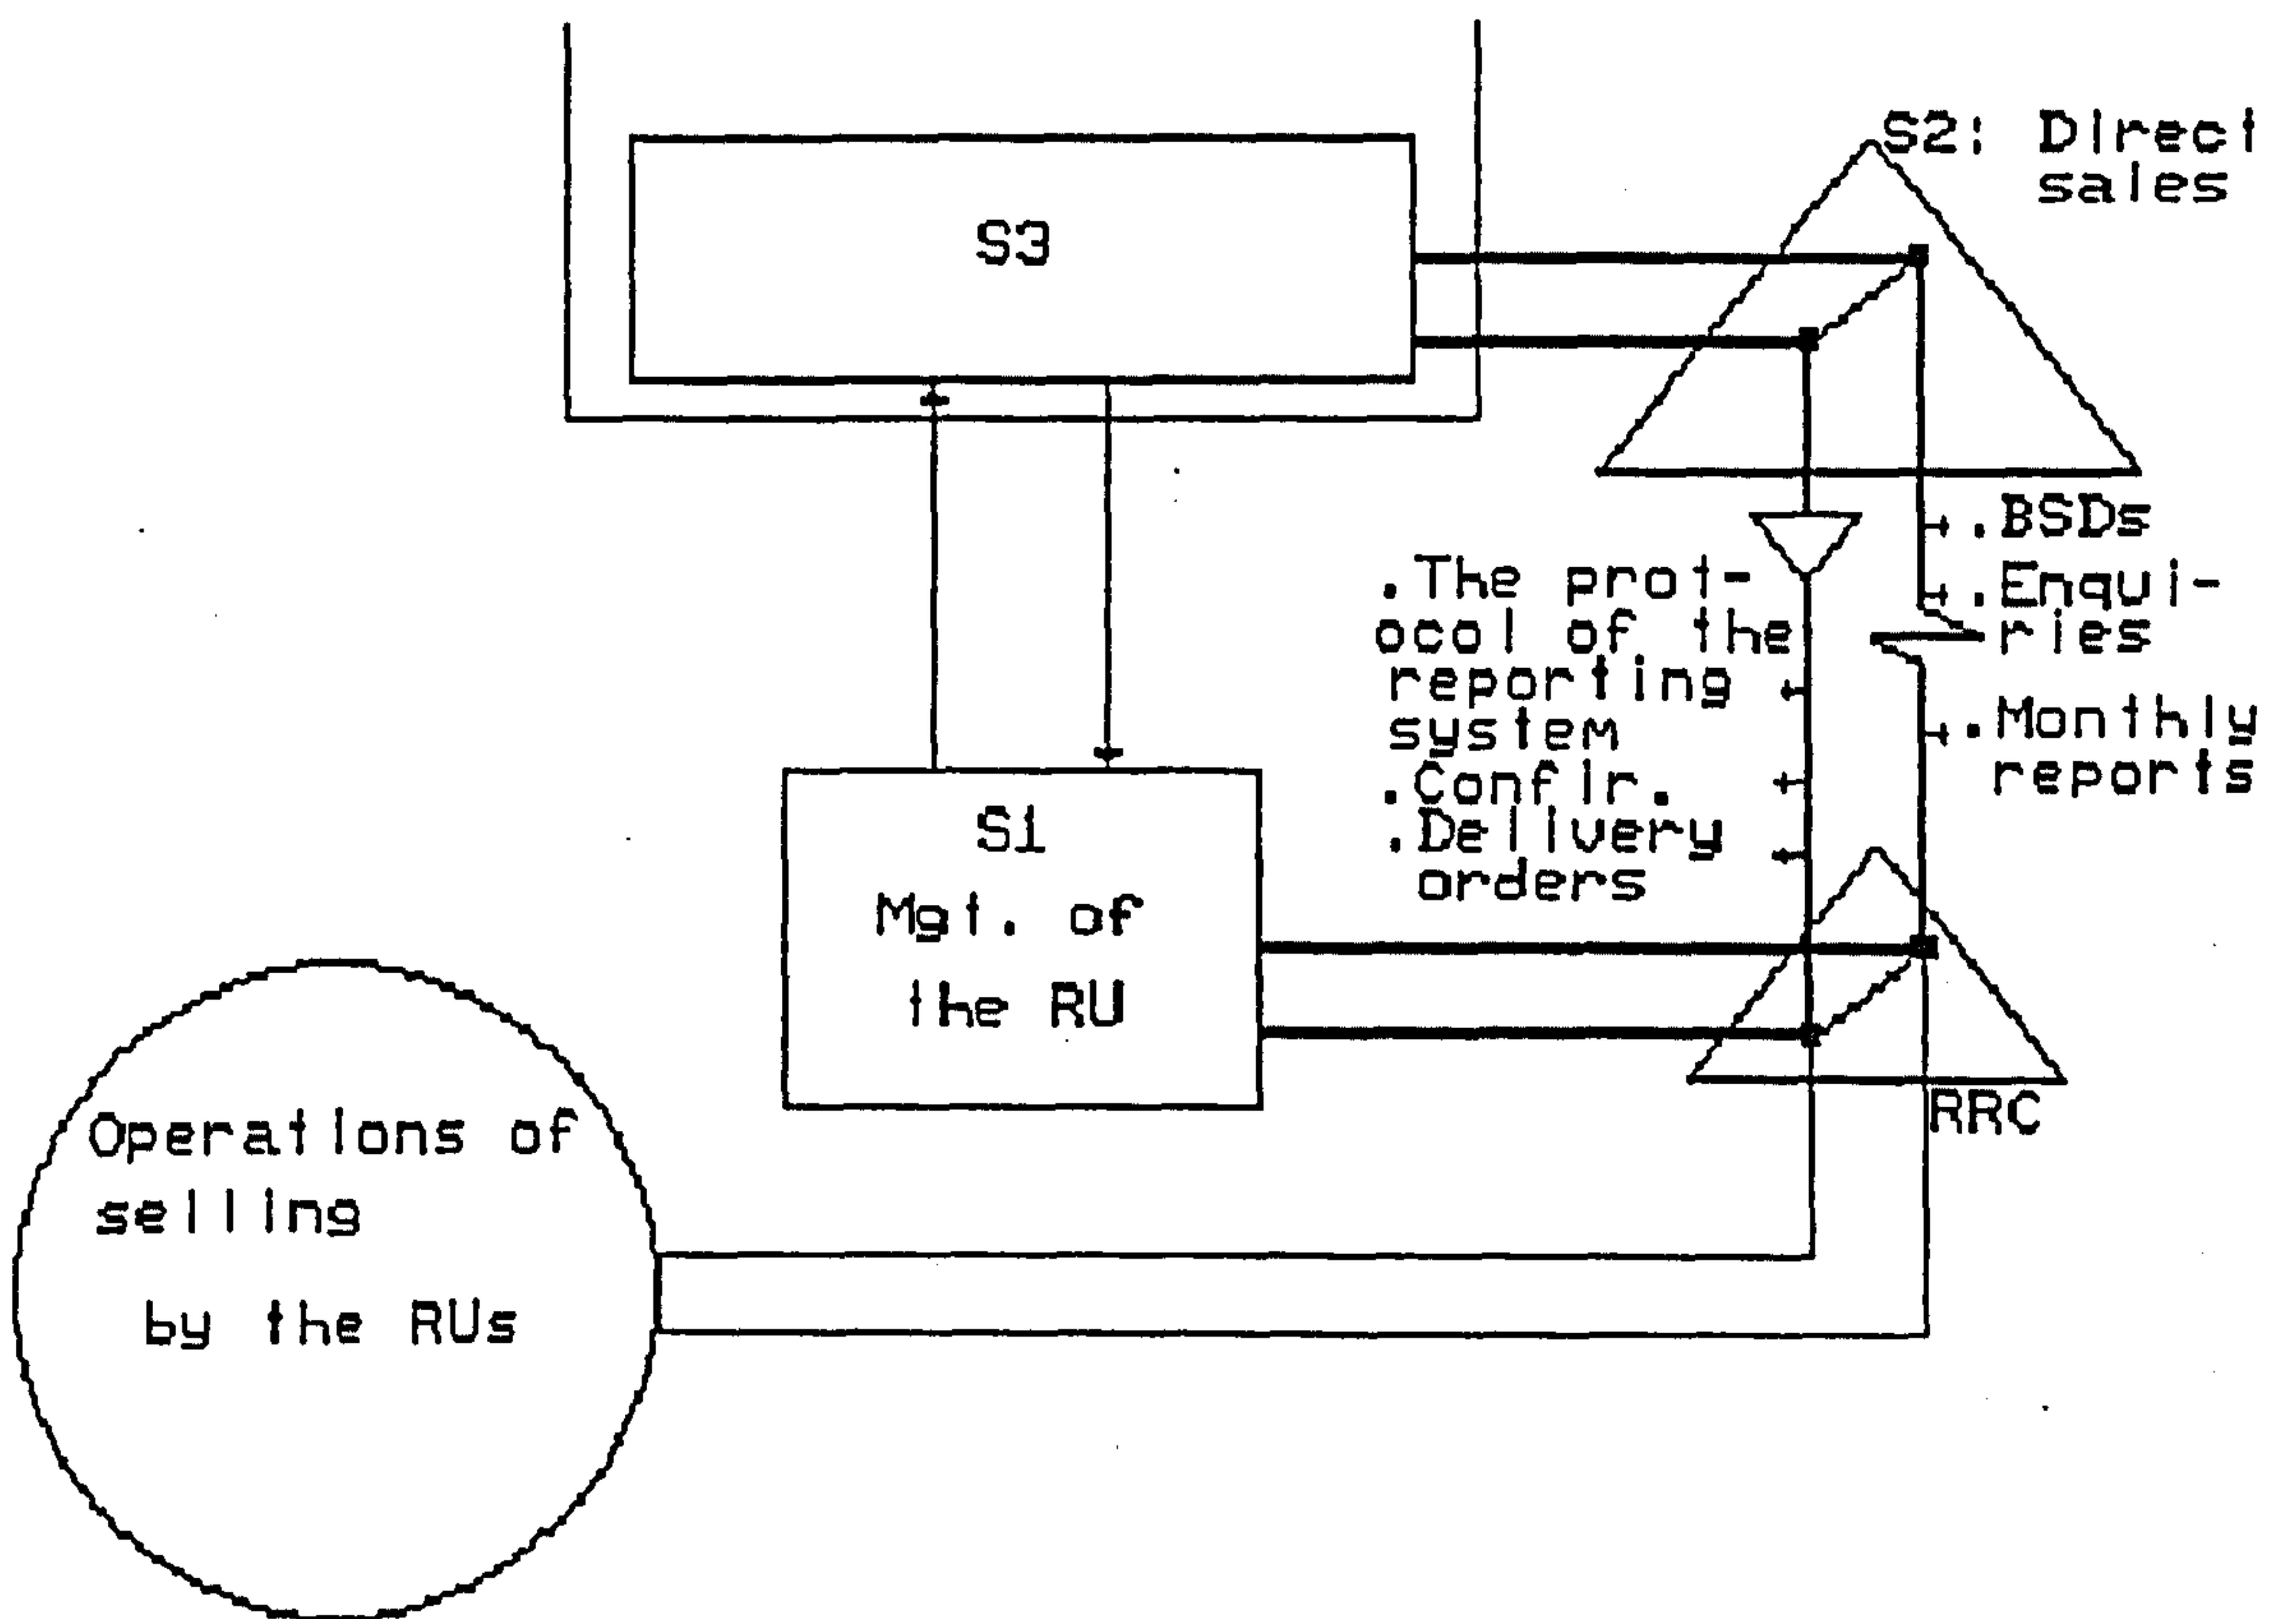 S2: Direct
sales
S3
.BSDs
.Enqui-
ries
.Monthly
reports
.The prot-
ocol of the
reporting
system
.Confir.
.Delivery
orders
S1
Mgt. of
the RU
RRC
Operations of
selling
by the RUs